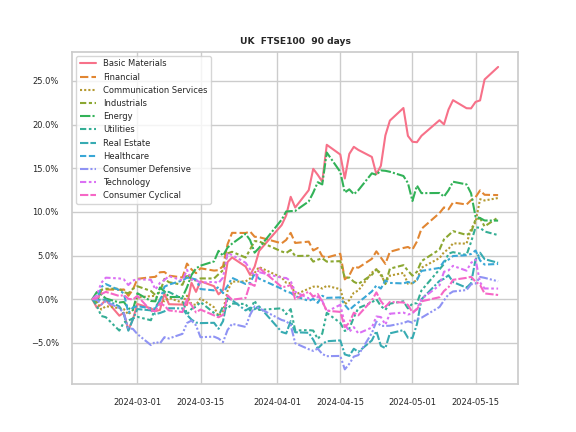 UK  FTSE100  90 days
Basic Materials
Financial
Communication Services
Industrials
Energy
Utilities
Real Estate
Healthcare
Consumer Defensive
Technology
Consumer Cyclical
25.0%
20.0%
15.0%
10.0%
5.0%
0.0%
−5.0%
2024-03-01 2024-03-15 2024-04-01 2024-04-15 2024-05-01 2024-05-15